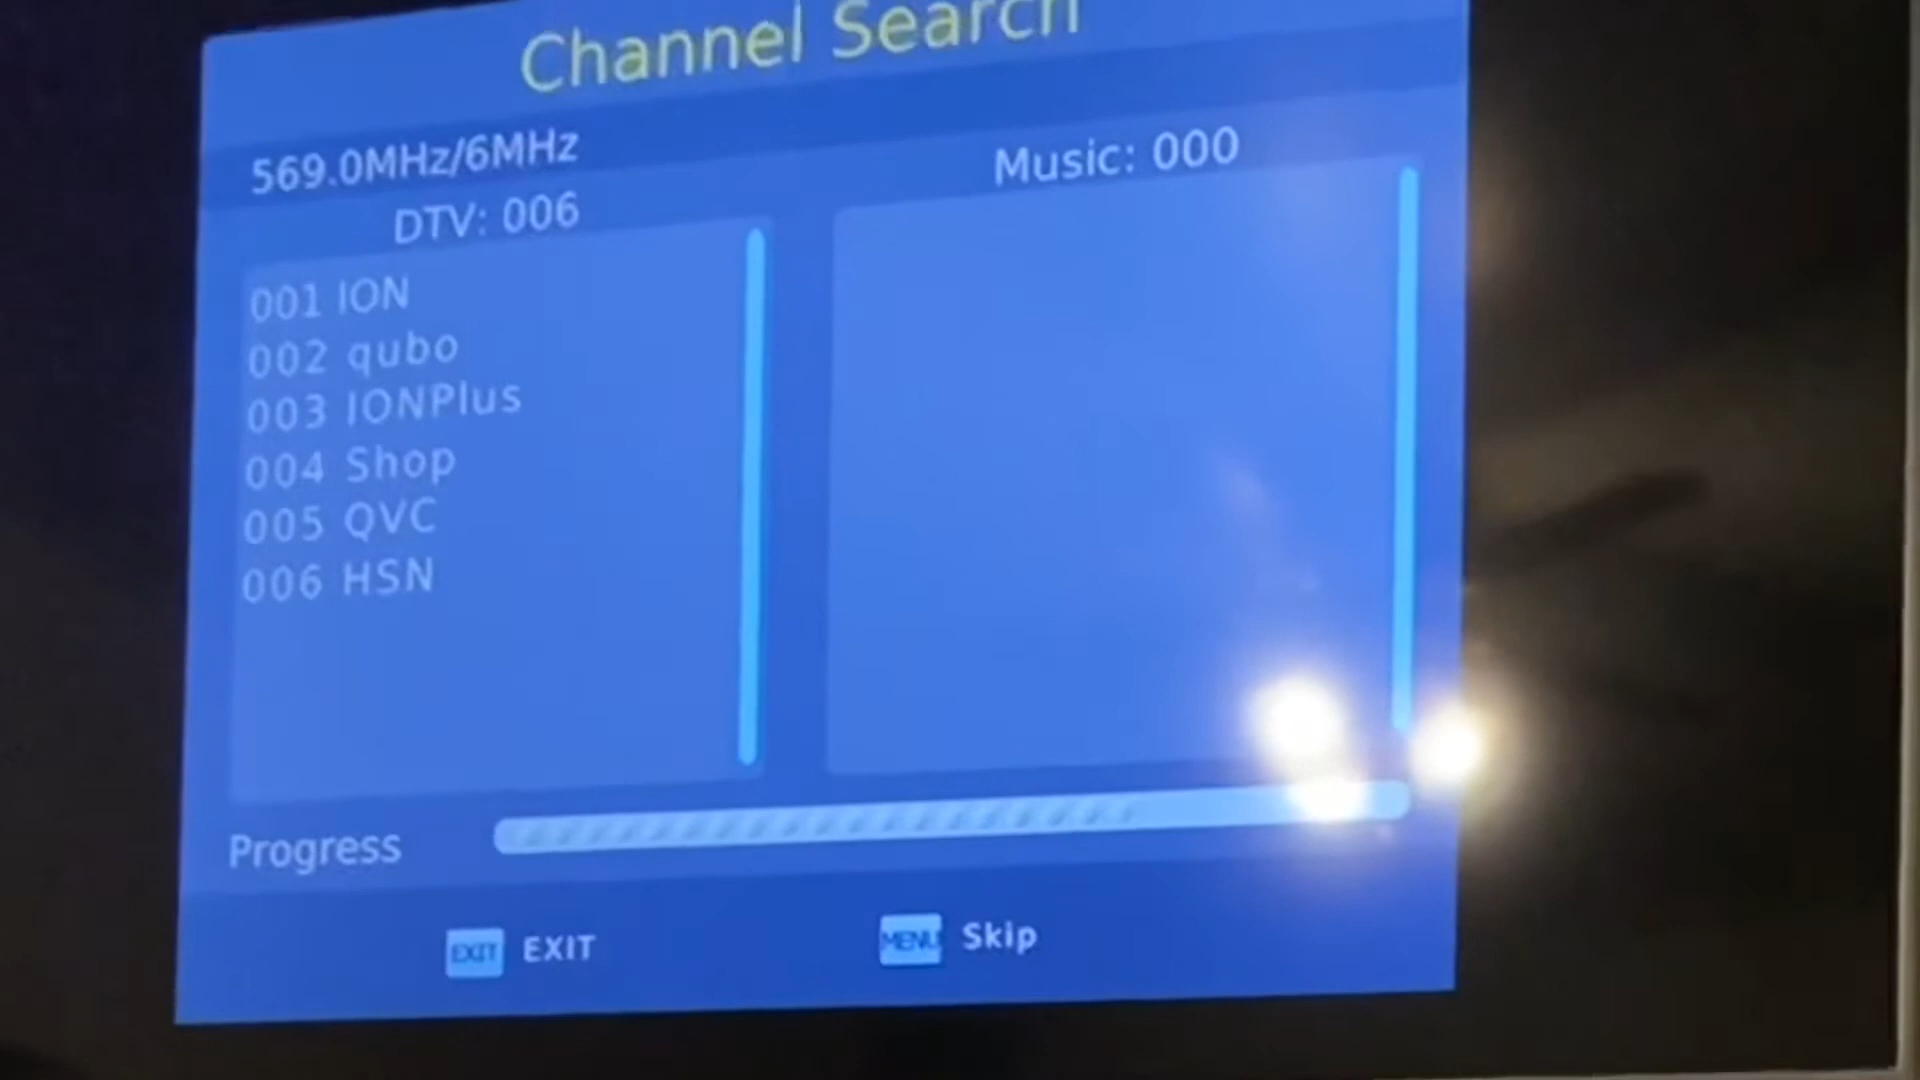 Channel Search
569.0MHz/6MHz
DTV: 006
Music: 000
001 ION
002 qubo
003 IONPlus
004 Shop
005 QVC
006 HSN
Progress
EXIT EXIT
MENU Skip